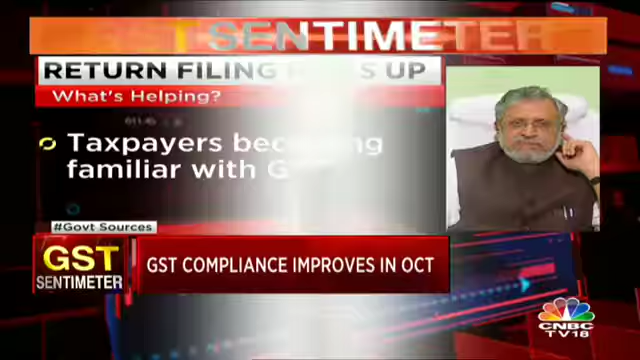 GST SENTIMETER
RETURN FILING UP
What's Helping?
Taxpayers
familiar with
#Govt Sources
GST
SENTIMETER
GST COMPLIANCE IMPROVES IN OCT
CNBC
TV18